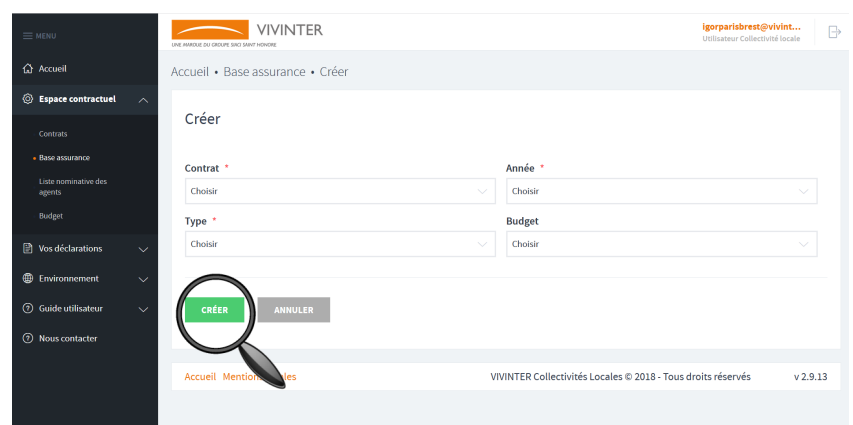 MENU
VIVINTER
UNE MARQUE DU GROUPE SIACI SAINT HONORE
igorparisbrest@vivint...
Utilisateur Collectivité locale
Accueil
Accueil • Base assurance • Créer
Espace contractuel
Créer
Contrats
Base assurance
Contrat *
Année *
Liste nominative des
agents
Choisir
Choisir
Budget
Type *
Budget
Choisir
Choisir
Vos déclarations
Environnement
Guide utilisateur
CRÉER
ANNULER
Nous contacter
Accueil Mentions
VIVINTER Collectivités Locales © 2018 - Tous droits réservés
v 2.9.13